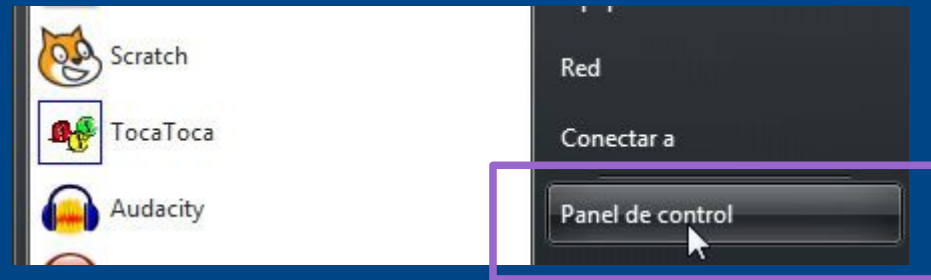 Scratch
TocaToca
Audacity
Red
Conectar a
Panel de control